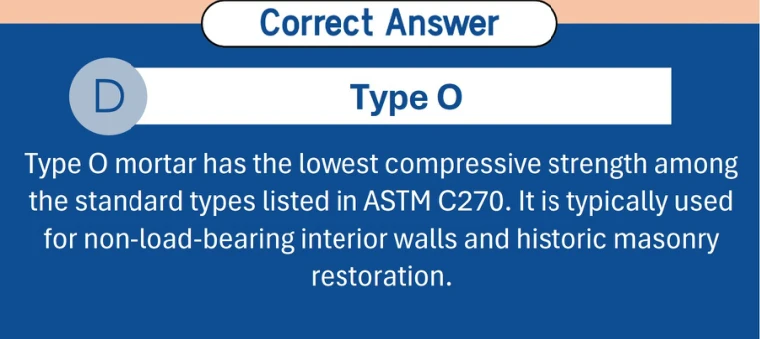 Correct Answer
D
Type O
Type O mortar has the lowest compressive strength among
the standard types listed in ASTM C270. It is typically used
for non-load-bearing interior walls and historic masonry
restoration.